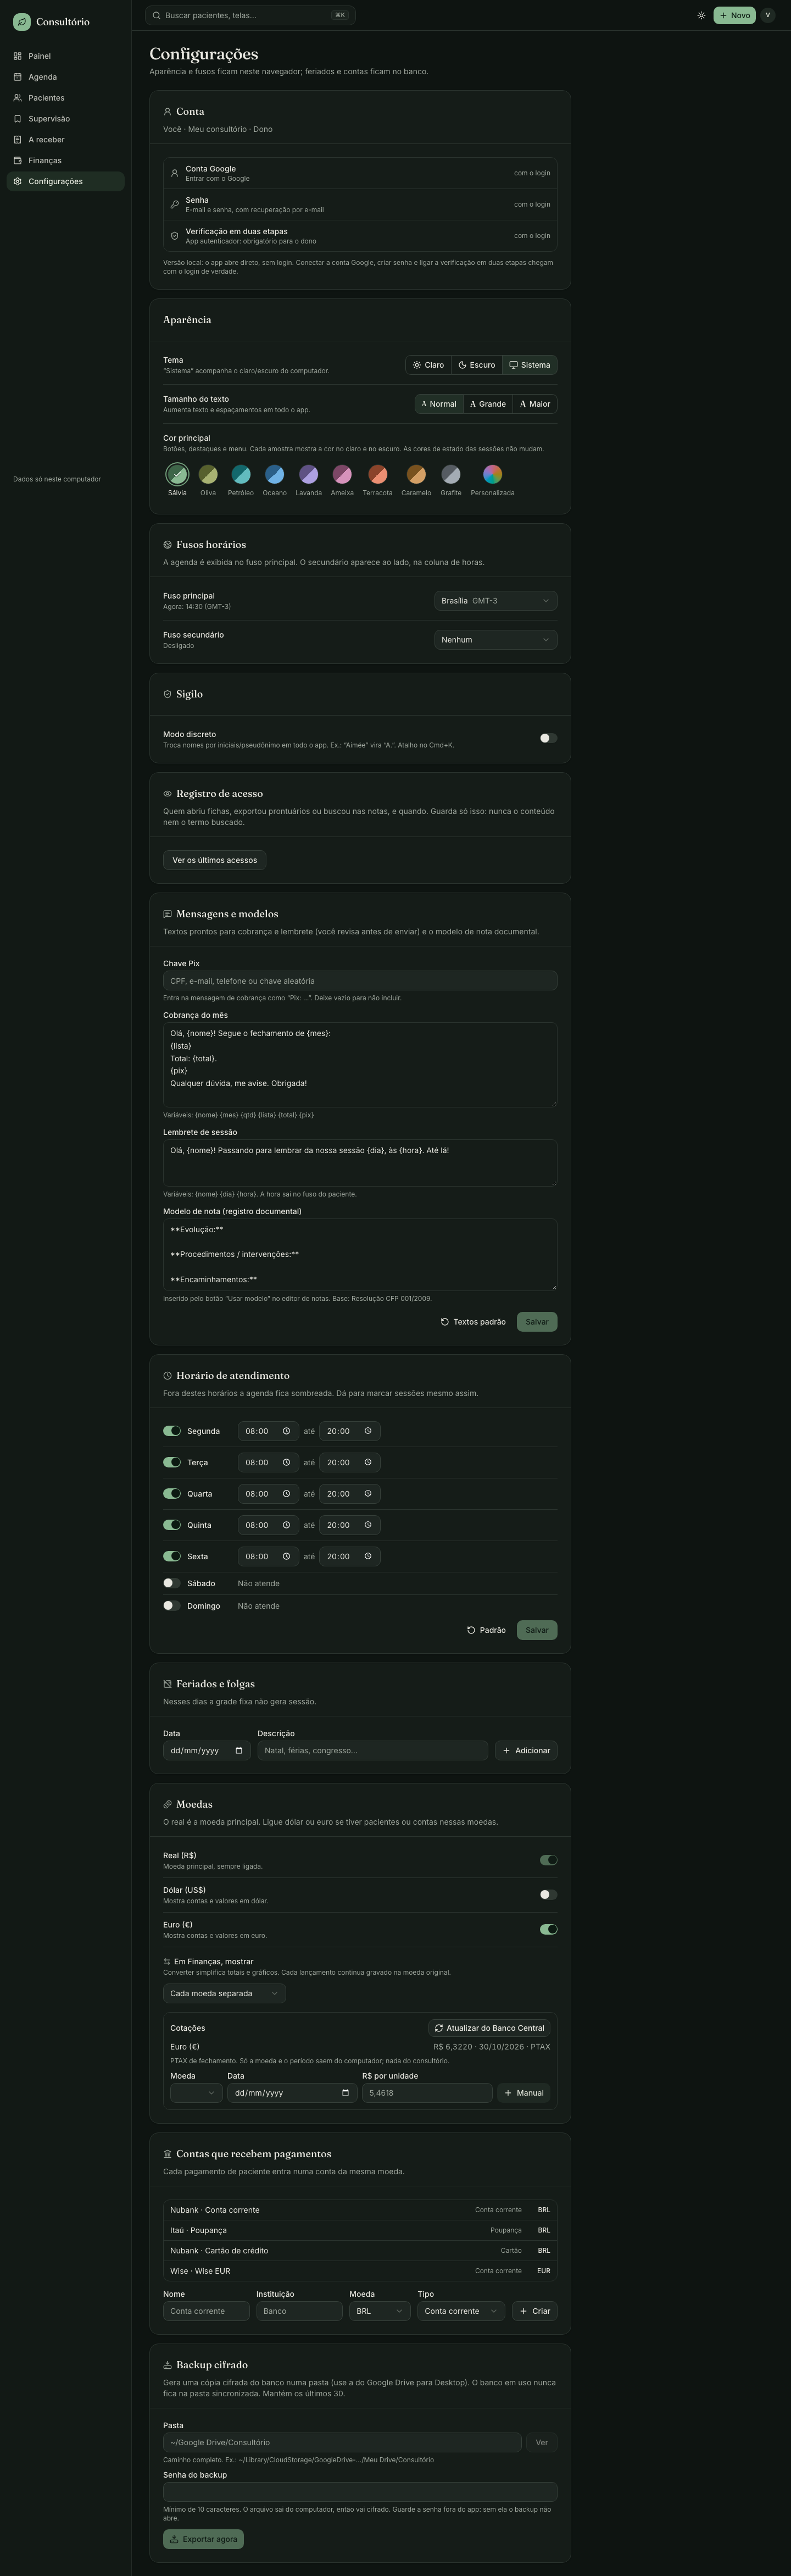 Consultório
Buscar pacientes, telas...
⌘K
Novo
V
Painel
Agenda
Pacientes
Supervisão
A receber
Finanças
Configurações
Dados só neste computador
Configurações
Aparência e fusos ficam neste navegador; feriados e contas ficam no banco.
Conta
Você · Meu consultório · Dono
Conta Google
Entrar com o Google
com o login
Senha
E-mail e senha, com recuperação por e-mail
com o login
Verificação em duas etapas
App autenticador: obrigatório para o dono
com o login
Versão local: o app abre direto, sem login. Conectar a conta Google, criar senha e ligar a verificação em duas etapas chegam
com o login de verdade.
Aparência
Tema
“Sistema” acompanha o claro/escuro do computador.
Claro
Escuro
Sistema
Tamanho do texto
Aumenta texto e espaçamentos em todo o app.
A Normal
A Grande
A Maior
Cor principal
Botões, destaques e menu. Cada amostra mostra a cor no claro e no escuro. As cores de estado das sessões não mudam.
Sálvia
Oliva
Petróleo
Oceano
Lavanda
Ameixa
Terracota
Caramelo
Grafite
Personalizada
Fusos horários
A agenda é exibida no fuso principal. O secundário aparece ao lado, na coluna de horas.
Fuso principal
Agora: 14:30 (GMT-3)
Brasília GMT-3
Fuso secundário
Desligado
Nenhum
Sigilo
Modo discreto
Troca nomes por iniciais/pseudônimo em todo o app. Ex.: “Aimée” vira “A.”. Atalho no Cmd+K.
Registro de acesso
Quem abriu fichas, exportou prontuários ou buscou nas notas, e quando. Guarda só isso: nunca o conteúdo
nem o termo buscado.
Ver os últimos acessos
Mensagens e modelos
Textos prontos para cobrança e lembrete (você revisa antes de enviar) e o modelo de nota documental.
Chave Pix
CPF, e-mail, telefone ou chave aleatória
Entra na mensagem de cobrança como “Pix: ...”. Deixe vazio para não incluir.
Cobrança do mês
Olá, {nome}! Segue o fechamento de {mes}:
{lista}
Total: {total}.
{pix}
Qualquer dúvida, me avise. Obrigada!
Variáveis: {nome} {mes} {qtd} {lista} {total} {pix}
Lembrete de sessão
Olá, {nome}! Passando para lembrar da nossa sessão {dia}, às {hora}. Até lá!
Variáveis: {nome} {dia} {hora}. A hora sai no fuso do paciente.
Modelo de nota (registro documental)
**Evolução:**
**Procedimentos / intervenções:**
**Encaminhamentos:**
Inserido pelo botão “Usar modelo” no editor de notas. Base: Resolução CFP 001/2009.
Textos padrão
Salvar
Horário de atendimento
Fora destes horários a agenda fica sombreada. Dá para marcar sessões mesmo assim.
Segunda 08:00 até 20:00
Terça 08:00 até 20:00
Quarta 08:00 até 20:00
Quinta 08:00 até 20:00
Sexta 08:00 até 20:00
Sábado Não atende
Domingo Não atende
Padrão
Salvar
Feriados e folgas
Nesses dias a grade fixa não gera sessão.
Data
Descrição
dd/mm/yyyy
Natal, férias, congresso...
Adicionar
Moedas
O real é a moeda principal. Ligue dólar ou euro se tiver pacientes ou contas nessas moedas.
Real (R$)
Moeda principal, sempre ligada.
Dólar (US$)
Mostra contas e valores em dólar.
Euro (€)
Mostra contas e valores em euro.
Em Finanças, mostrar
Converter simplifica totais e gráficos. Cada lançamento continua gravado na moeda original.
Cada moeda separada
Cotações
Atualizar do Banco Central
Euro (€)
R$ 6,3220 · 30/10/2026 · PTAX
PTAX de fechamento. Só a moeda e o período saem do computador; nada do consultório.
Moeda
Data
R$ por unidade
dd/mm/yyyy
5,4618
Manual
Contas que recebem pagamentos
Cada pagamento de paciente entra numa conta da mesma moeda.
Nubank · Conta corrente Conta corrente BRL
Itaú · Poupança Poupança BRL
Nubank · Cartão de crédito Cartão BRL
Wise · Wise EUR Conta corrente EUR
Nome
Instituição
Moeda
Tipo
Conta corrente
Banco
BRL
Conta corrente
Criar
Backup cifrado
Gera uma cópia cifrada do banco numa pasta (use a do Google Drive para Desktop). O banco em uso nunca
fica na pasta sincronizada. Mantém os últimos 30.
Pasta
~/Google Drive/Consultório
Ver
Caminho completo. Ex.: ~/Library/CloudStorage/GoogleDrive-.../Meu Drive/Consultório
Senha do backup
Mínimo de 10 caracteres. O arquivo sai do computador, então vai cifrado. Guarde a senha fora do app: sem ela o backup não
abre.
Exportar agora